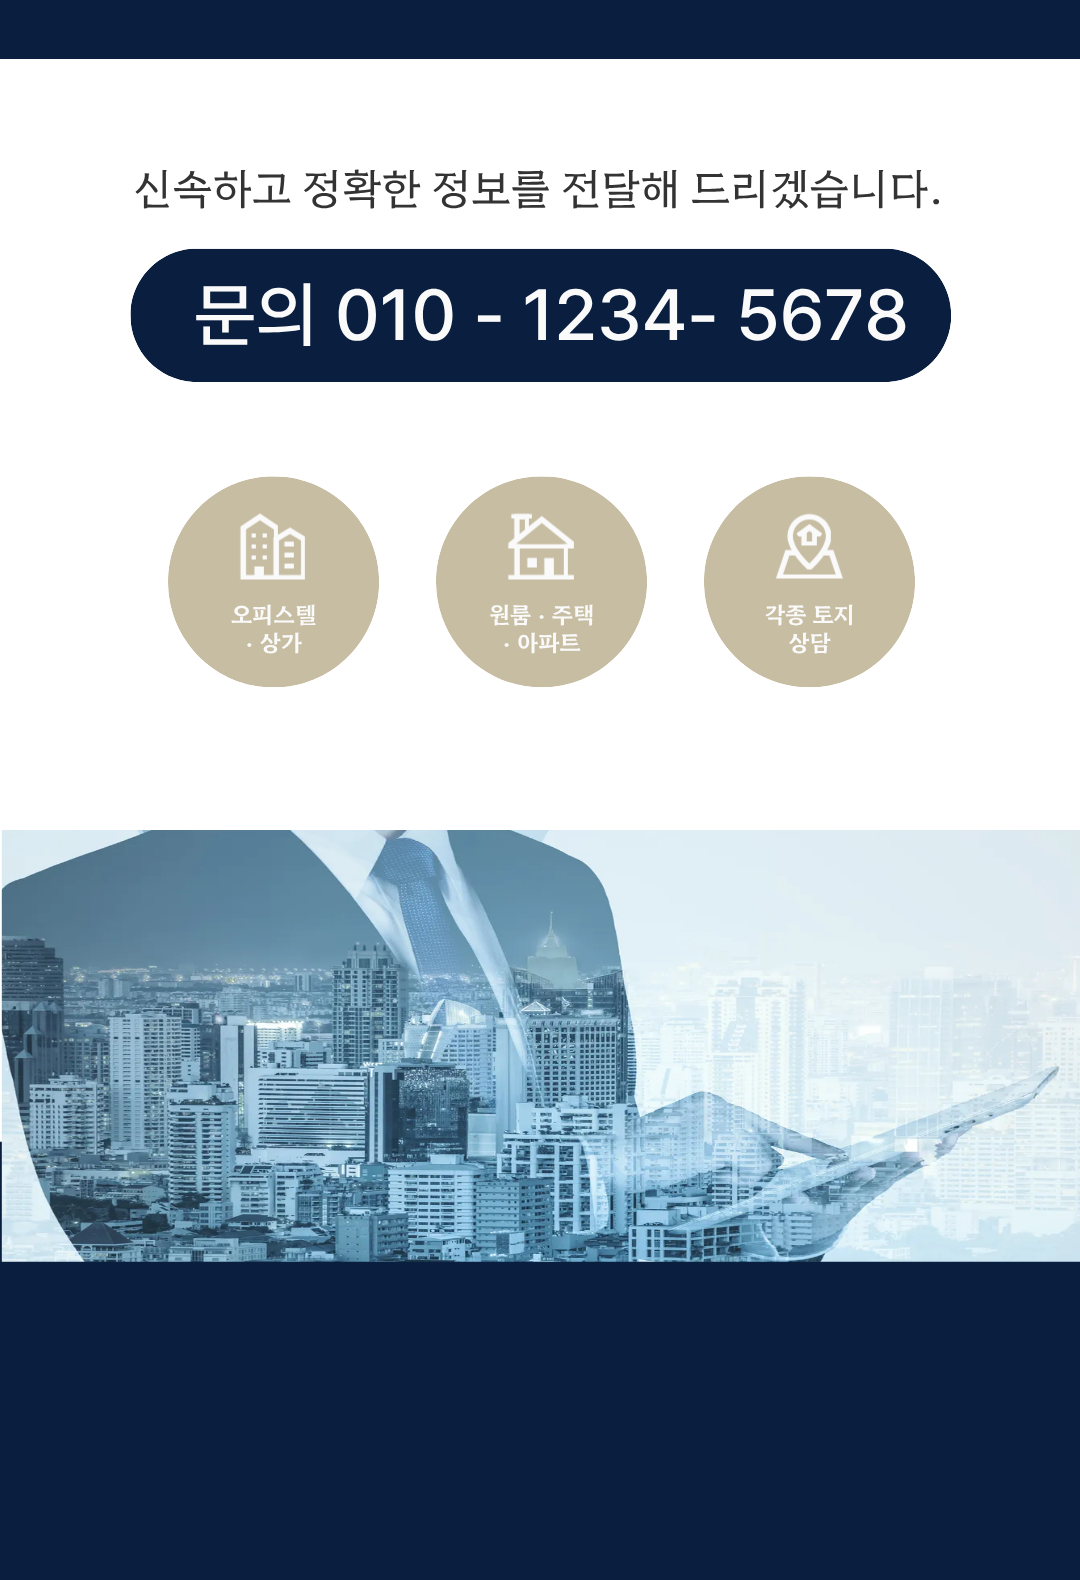 신속하고 정확한 정보를 전달해 드리겠습니다.
문의 010 - 1234- 5678
오피스텔
· 상가
원룸 · 주택
· 아파트
각종 토지
상담